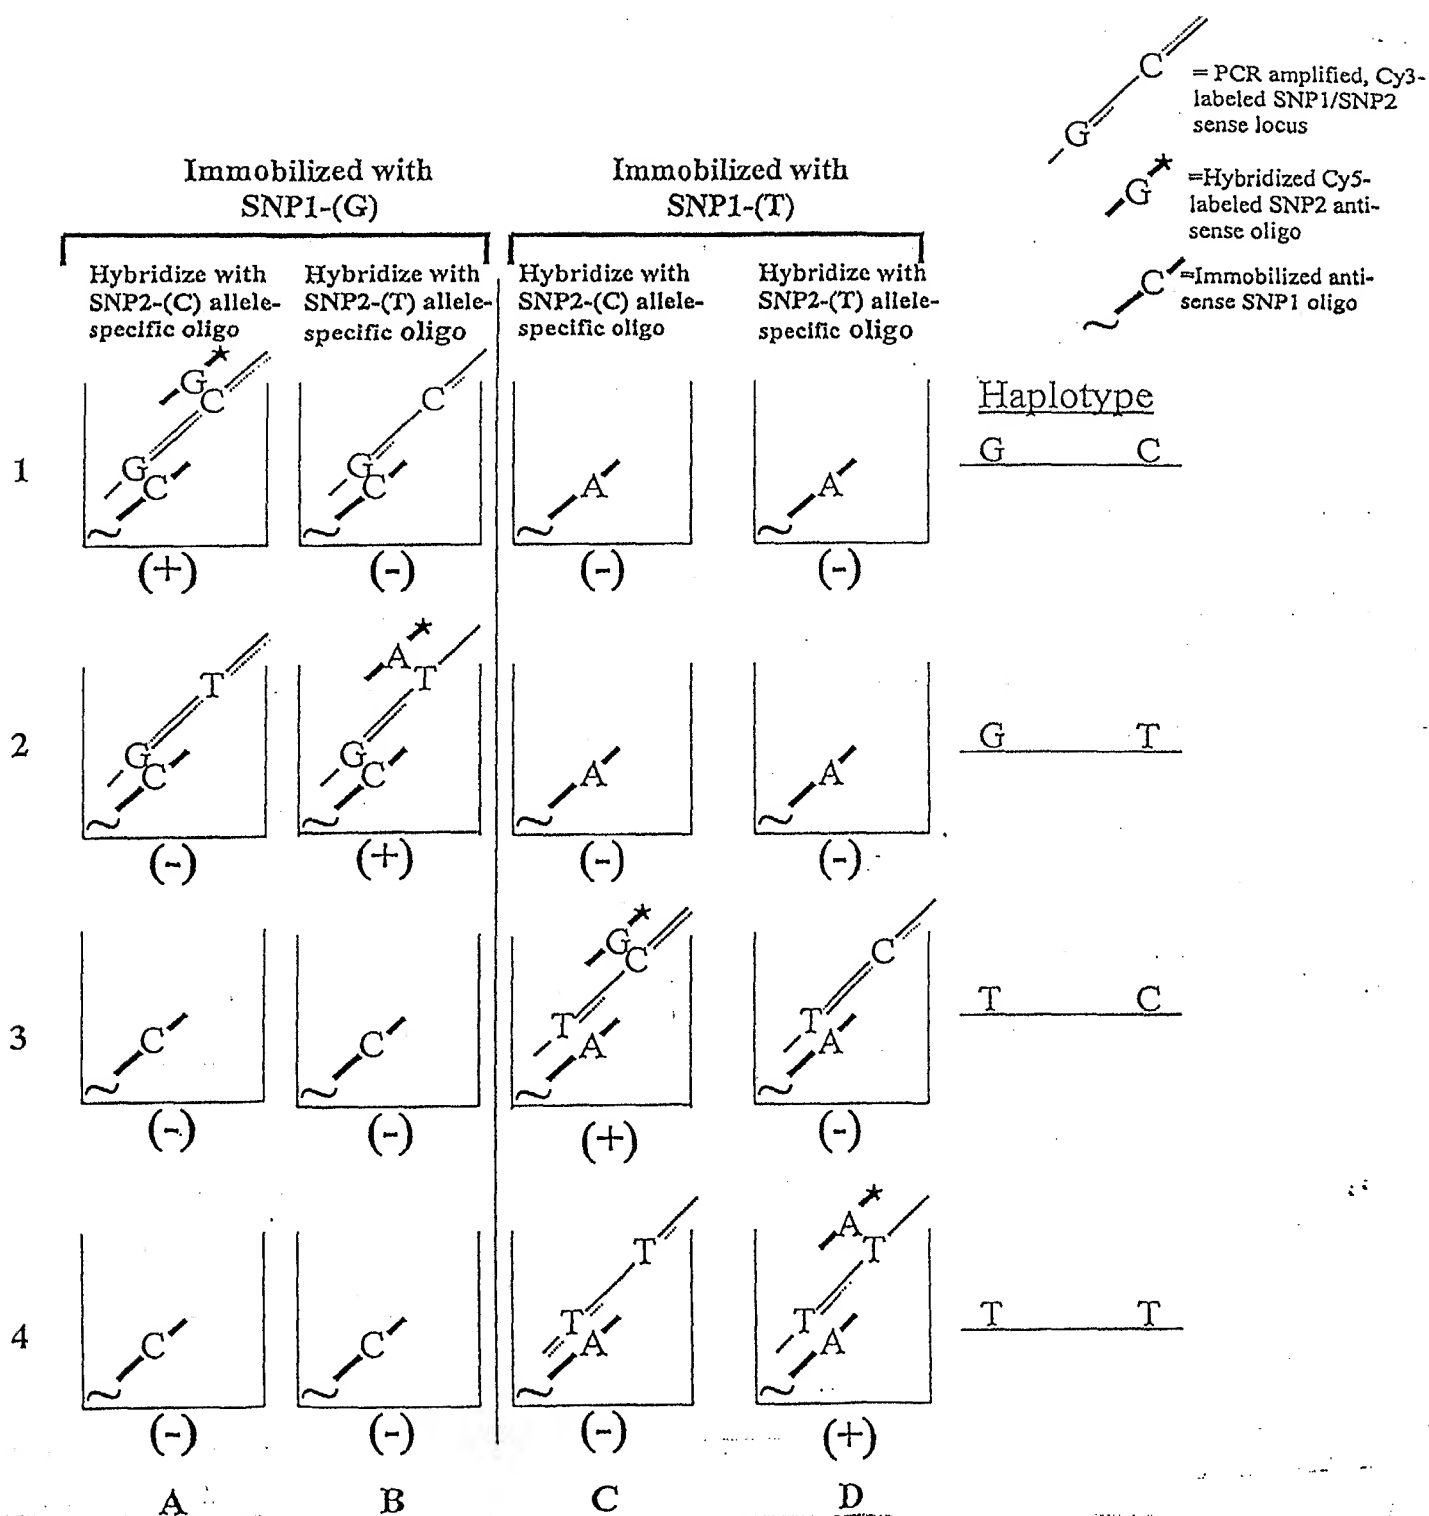 C
G
= PCR amplified, Cy3-
labeled SNP1/SNP2
sense locus
G*
=Hybridized Cy5-
labeled SNP2 anti-
sense oligo
~C
=Immobilized anti-
sense SNP1 oligo
Immobilized with
SNP1-(G)
Immobilized with
SNP1-(T)
Hybridize with
SNP2-(C) allele-
specific oligo
Hybridize with
SNP2-(T) allele-
specific oligo
Hybridize with
SNP2-(C) allele-
specific oligo
Hybridize with
SNP2-(T) allele-
specific oligo
Haplotype
1
G C G C
G C C
A
A
G C
(+) (-) (-) (-)
2
T G C
A T G C
A
A
G T
(-) (+) (-) (-)
3
C
C
G C T A
C T A
T C
(-) (-) (+) (-)
4
C
C
T T A
A T T A
T T
(-) (-) (-) (+)
A B C D